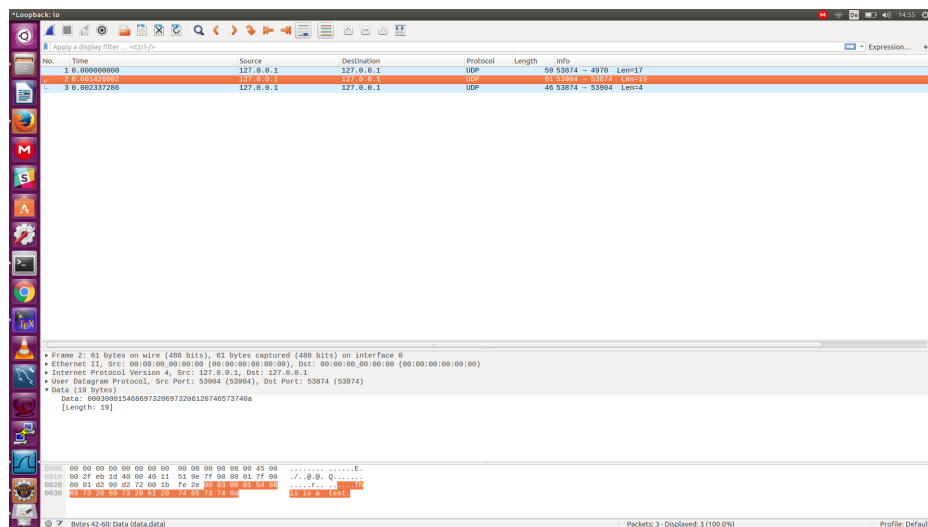 *Loopback: lo
De 14:55
Apply a display filter ... <Ctrl-/> Expression... +
No. Time Source Destination Protocol Length Info
1 0.000000000 127.0.0.1 127.0.0.1 UDP 59 53874 → 4970 Len=17
2 0.001426002 127.0.0.1 127.0.0.1 UDP 61 53904 → 53874 Len=19
3 0.002337286 127.0.0.1 127.0.0.1 UDP 46 53874 → 53904 Len=4
Frame 2: 61 bytes on wire (488 bits), 61 bytes captured (488 bits) on interface 0
Ethernet II, Src: 00:00:00_00:00:00 (00:00:00:00:00:00), Dst: 00:00:00_00:00:00 (00:00:00:00:00:00)
Internet Protocol Version 4, Src: 127.0.0.1, Dst: 127.0.0.1
User Datagram Protocol, Src Port: 53904 (53904), Dst Port: 53874 (53874)
Data (19 bytes)
Data: 000300015468697320697320612074657374 0a
[Length: 19]
0000 00 00 00 00 00 00 00 00 00 00 00 00 08 00 45 00 ........ ......E.
0010 00 2f eb 1d 40 00 40 11 51 9e 7f 00 00 01 7f 00 ./..@.@. Q.......
0020 00 01 d2 90 d2 72 00 1b fe 2e 00 03 00 01 54 68 .....r.. ......Th
0030 69 73 20 69 73 20 61 20 74 65 73 74 0a is is a test.
Bytes 42-60: Data (data.data) Packets: 3 · Displayed: 3 (100.0%) Profile: Defaul